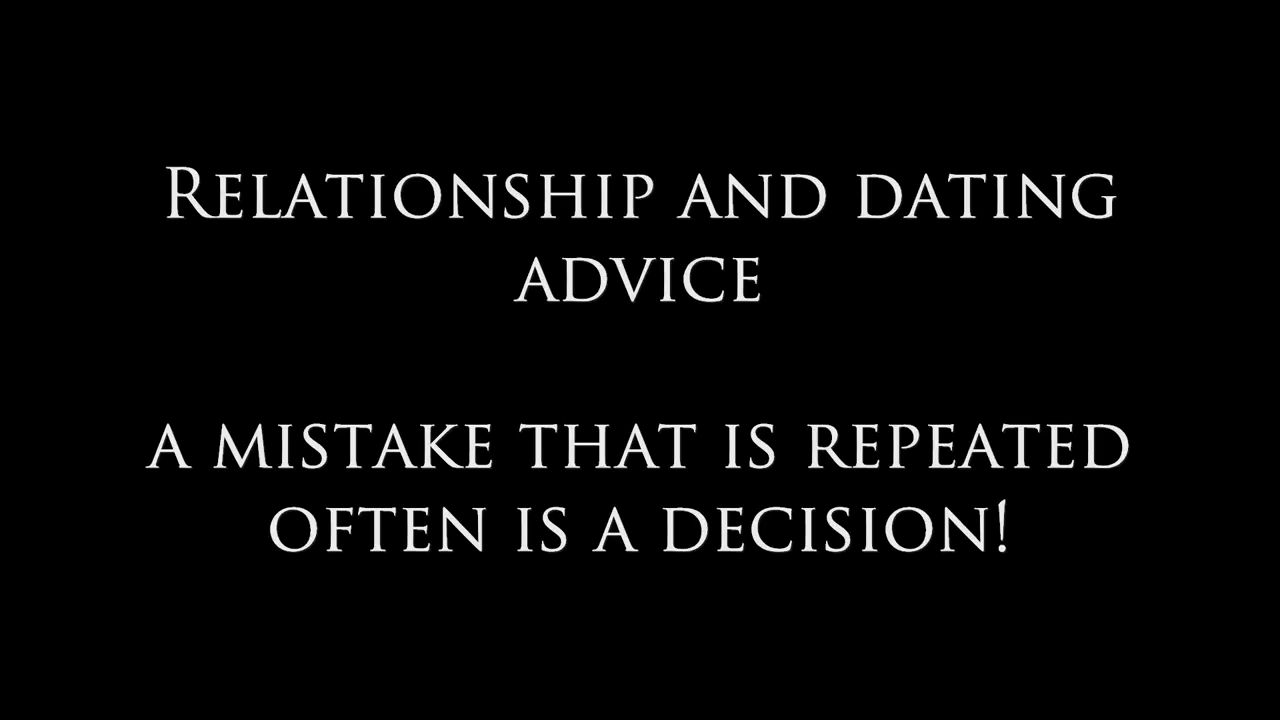 Relationship and dating
advice
a mistake that is repeated
often is a decision!